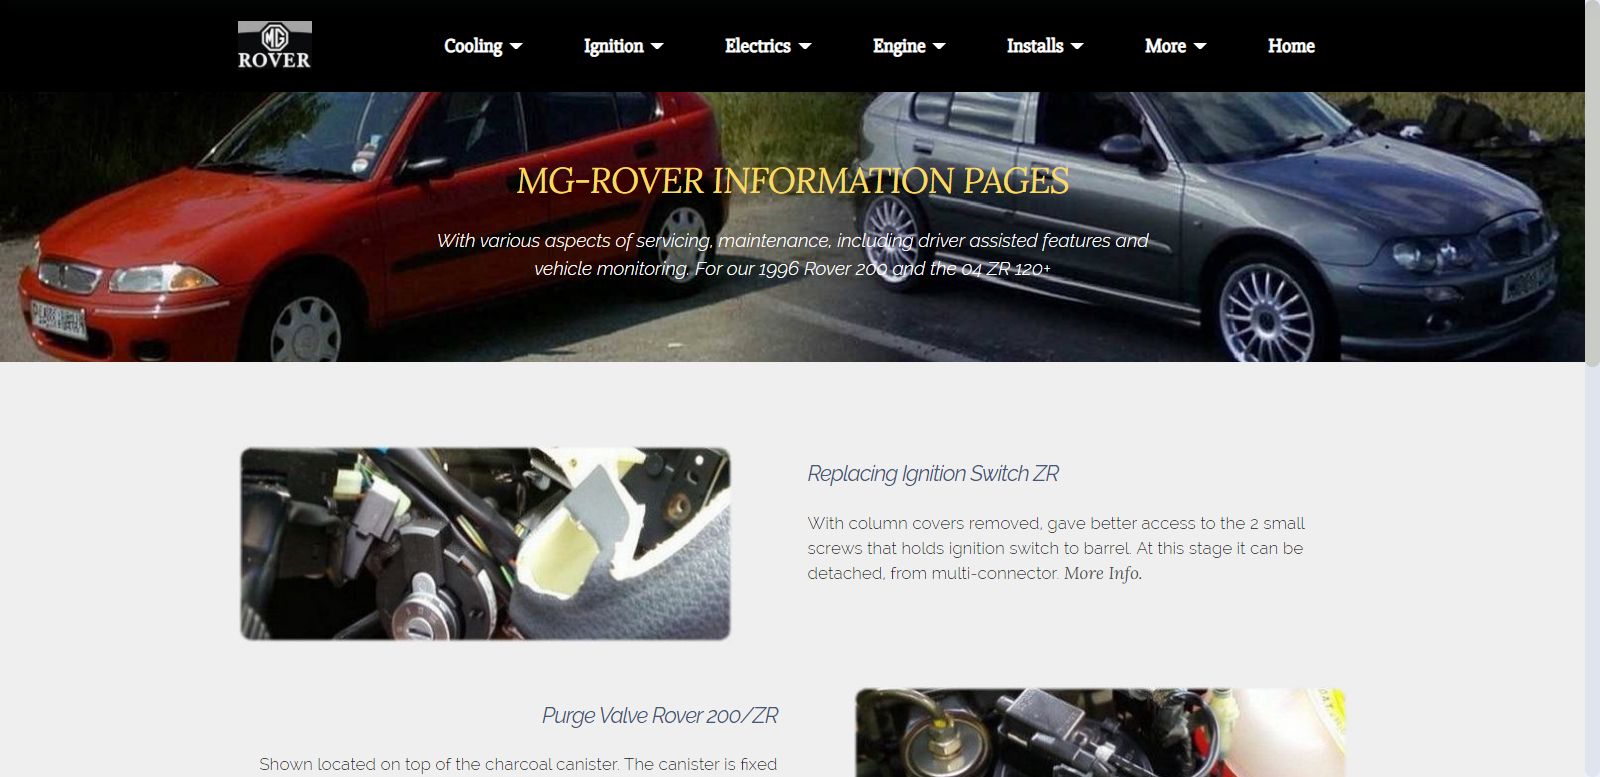 MG
ROVER
Cooling Ignition Electrics Engine Installs More Home
MG-ROVER INFORMATION PAGES
With various aspects of servicing, maintenance, including driver assisted features and
vehicle monitoring. For our 1996 Rover 200 and the 04 ZR 120+
Replacing Ignition Switch ZR
With column covers removed, gave better access to the 2 small
screws that holds ignition switch to barrel. At this stage it can be
detached, from multi-connector. More Info.
Purge Valve Rover 200/ZR
Shown located on top of the charcoal canister. The canister is fixed